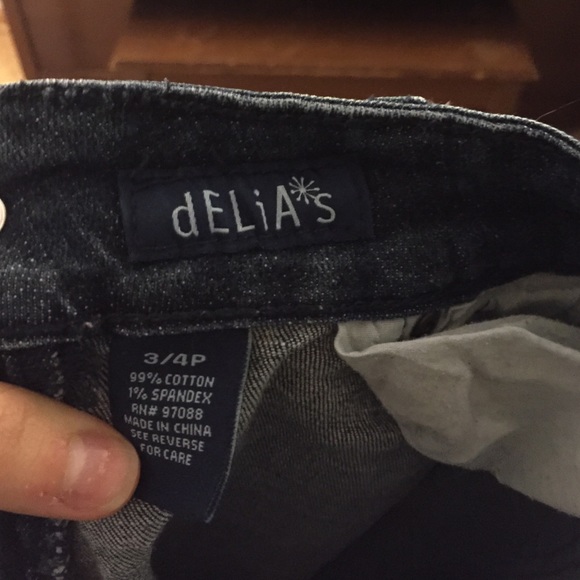 dELiA*s
3/4P
99% COTTON
1% SPANDEX
RN# 97088
MADE IN CHINA
SEE REVERSE
FOR CARE